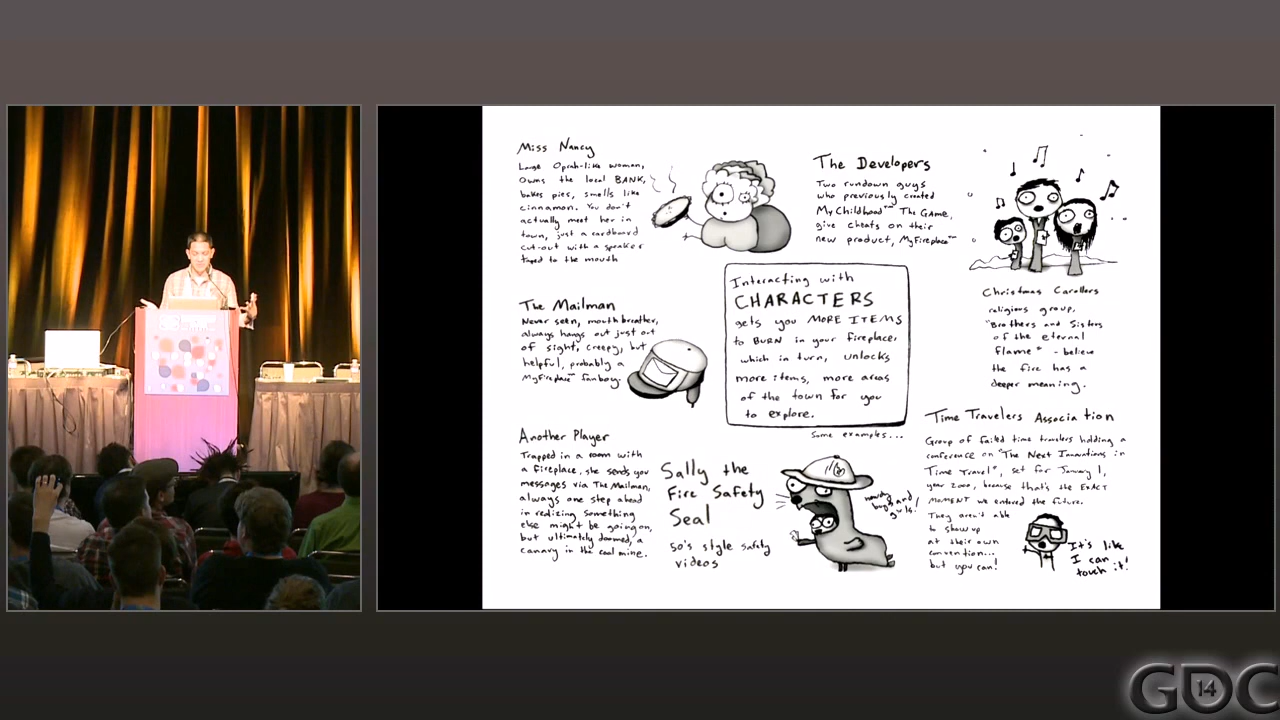 Miss Nancy
Large Oprah-like woman,
owns the local BANK,
bakes pies, smells like
cinnamon. You don't
actually meet her in
town, just a cardboard
cut-out with a speaker
taped to the mouth
The Developers
Two rundown guys
who previously created
MyChildhood™ The GAME,
give cheats on their
new product, MyFireplace™
Christmas Carollers
religious group,
"Brothers and Sisters
of the eternal
flame" - believe
the fire has a
deeper meaning.
The Mailman
Never seen, mouth breather,
always hangs out just out
of sight, creepy, but
helpful, probably a
MyFireplace™ fanboy
Interacting with
CHARACTERS
gets you MORE ITEMS
to BURN in your fireplace,
which in turn, unlocks
more items, more areas
of the town for you
to explore.
Some examples...
Another Player
Trapped in a room with
a fireplace, she sends you
messages via The Mailman,
always one step ahead
in realizing something
else might be going on,
but ultimately doomed, a
canary in the coal mine.
Sally the
Fire Safety
Seal
50's style safety
videos
howdy
boys and
girls!
Time Travelers Association
Group of failed time travelers holding a
conference on "The Next Innovations in
Time Travel", set for January 1,
year 2000, because that's the EXACT
MOMENT we entered the future.
They aren't able
to show up
at their own
convention...
but you can!
It's like
I can
touch it!
GDC
14